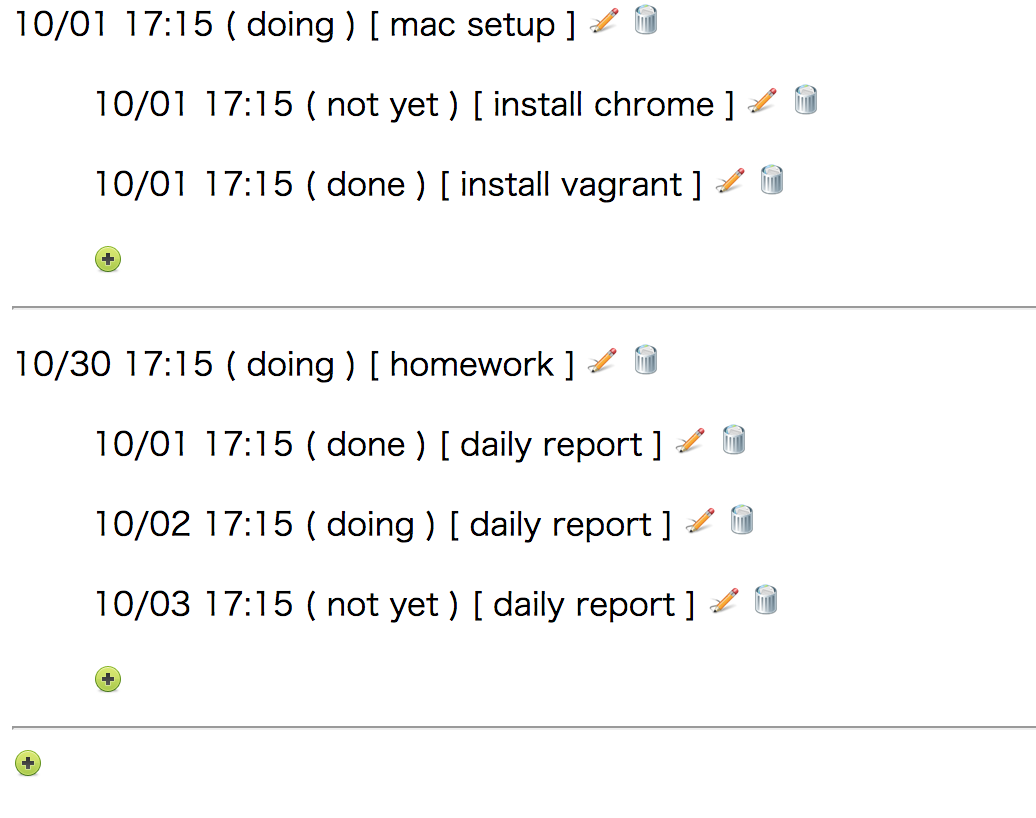 10/01 17:15 ( doing ) [ mac setup ]
10/01 17:15 ( not yet ) [ install chrome ]
10/01 17:15 ( done ) [ install vagrant ]
10/30 17:15 ( doing ) [ homework ]
10/01 17:15 ( done ) [ daily report ]
10/02 17:15 ( doing ) [ daily report ]
10/03 17:15 ( not yet ) [ daily report ]